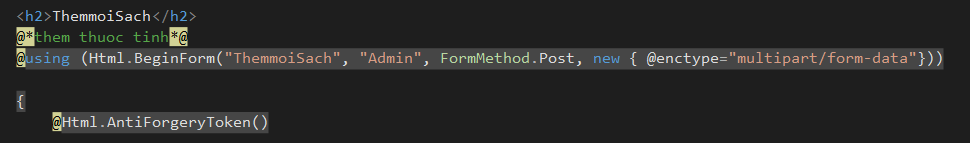 <h2>ThemmoiSach</h2>
@*them thuoc tinh*@
@using (Html.BeginForm("ThemmoiSach", "Admin", FormMethod.Post, new { @enctype="multipart/form-data"}))
{
@Html.AntiForgeryToken()